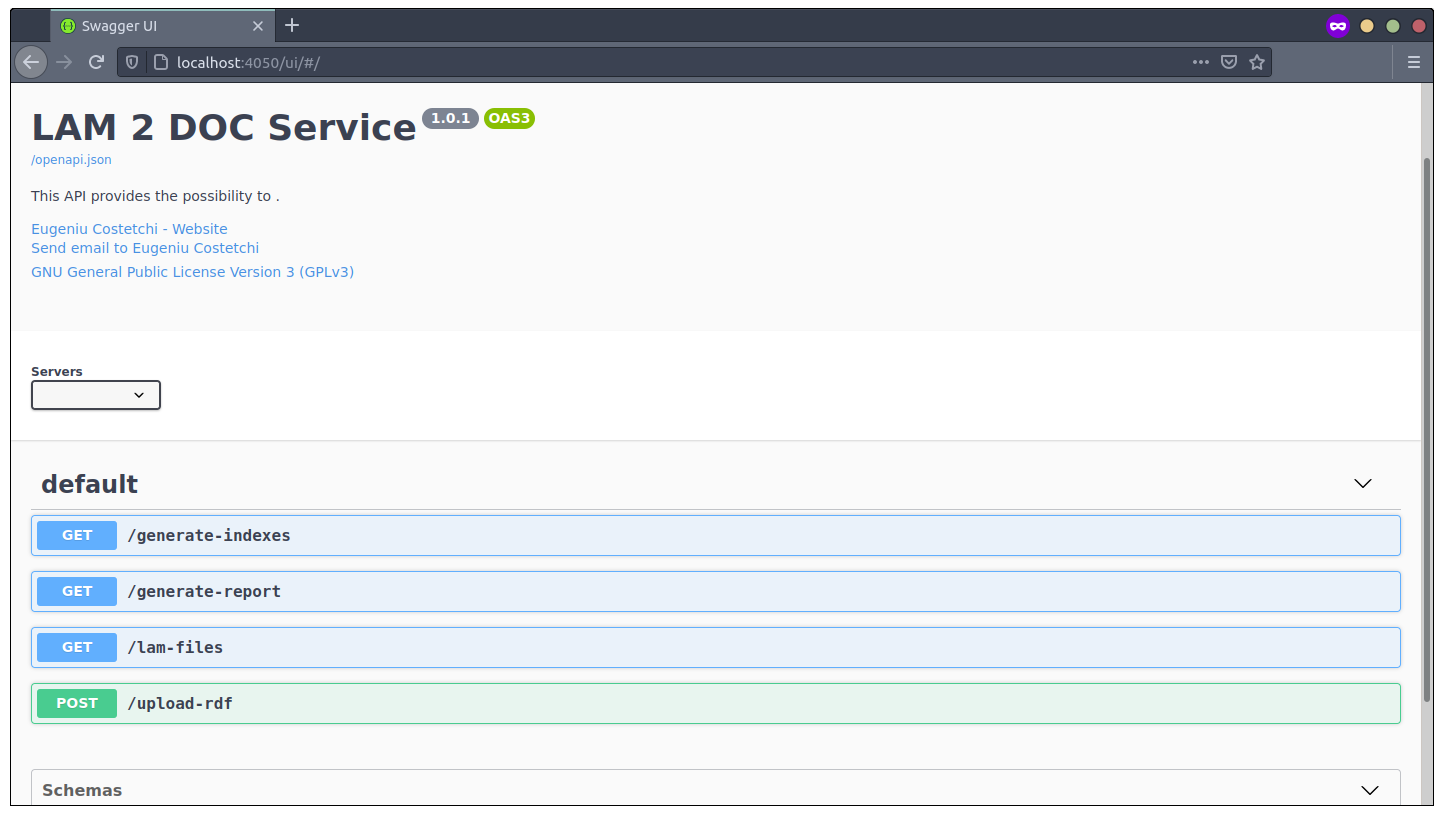 Swagger UI
localhost:4050/ui/#/
LAM 2 DOC Service 1.0.1 OAS3
/openapi.json
This API provides the possibility to .
Eugeniu Costetchi - Website
Send email to Eugeniu Costetchi
GNU General Public License Version 3 (GPLv3)
Servers
default
GET /generate-indexes
GET /generate-report
GET /lam-files
POST /upload-rdf
Schemas